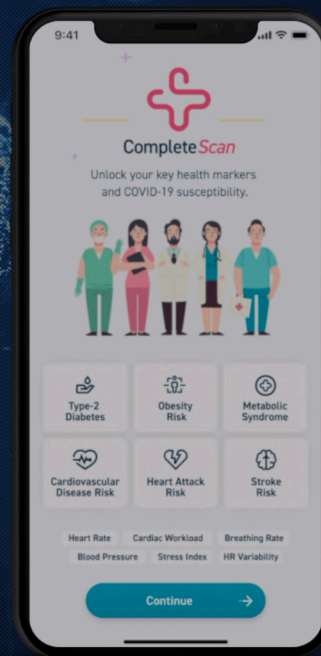 9:41
CompleteScan
Unlock your key health markers
and COVID-19 susceptibility.
Type-2
Diabetes
Obesity
Risk
Metabolic
Syndrome
Cardiovascular
Disease Risk
Heart Attack
Risk
Stroke
Risk
Heart Rate Cardiac Workload Breathing Rate
Blood Pressure Stress Index HR Variability
Continue